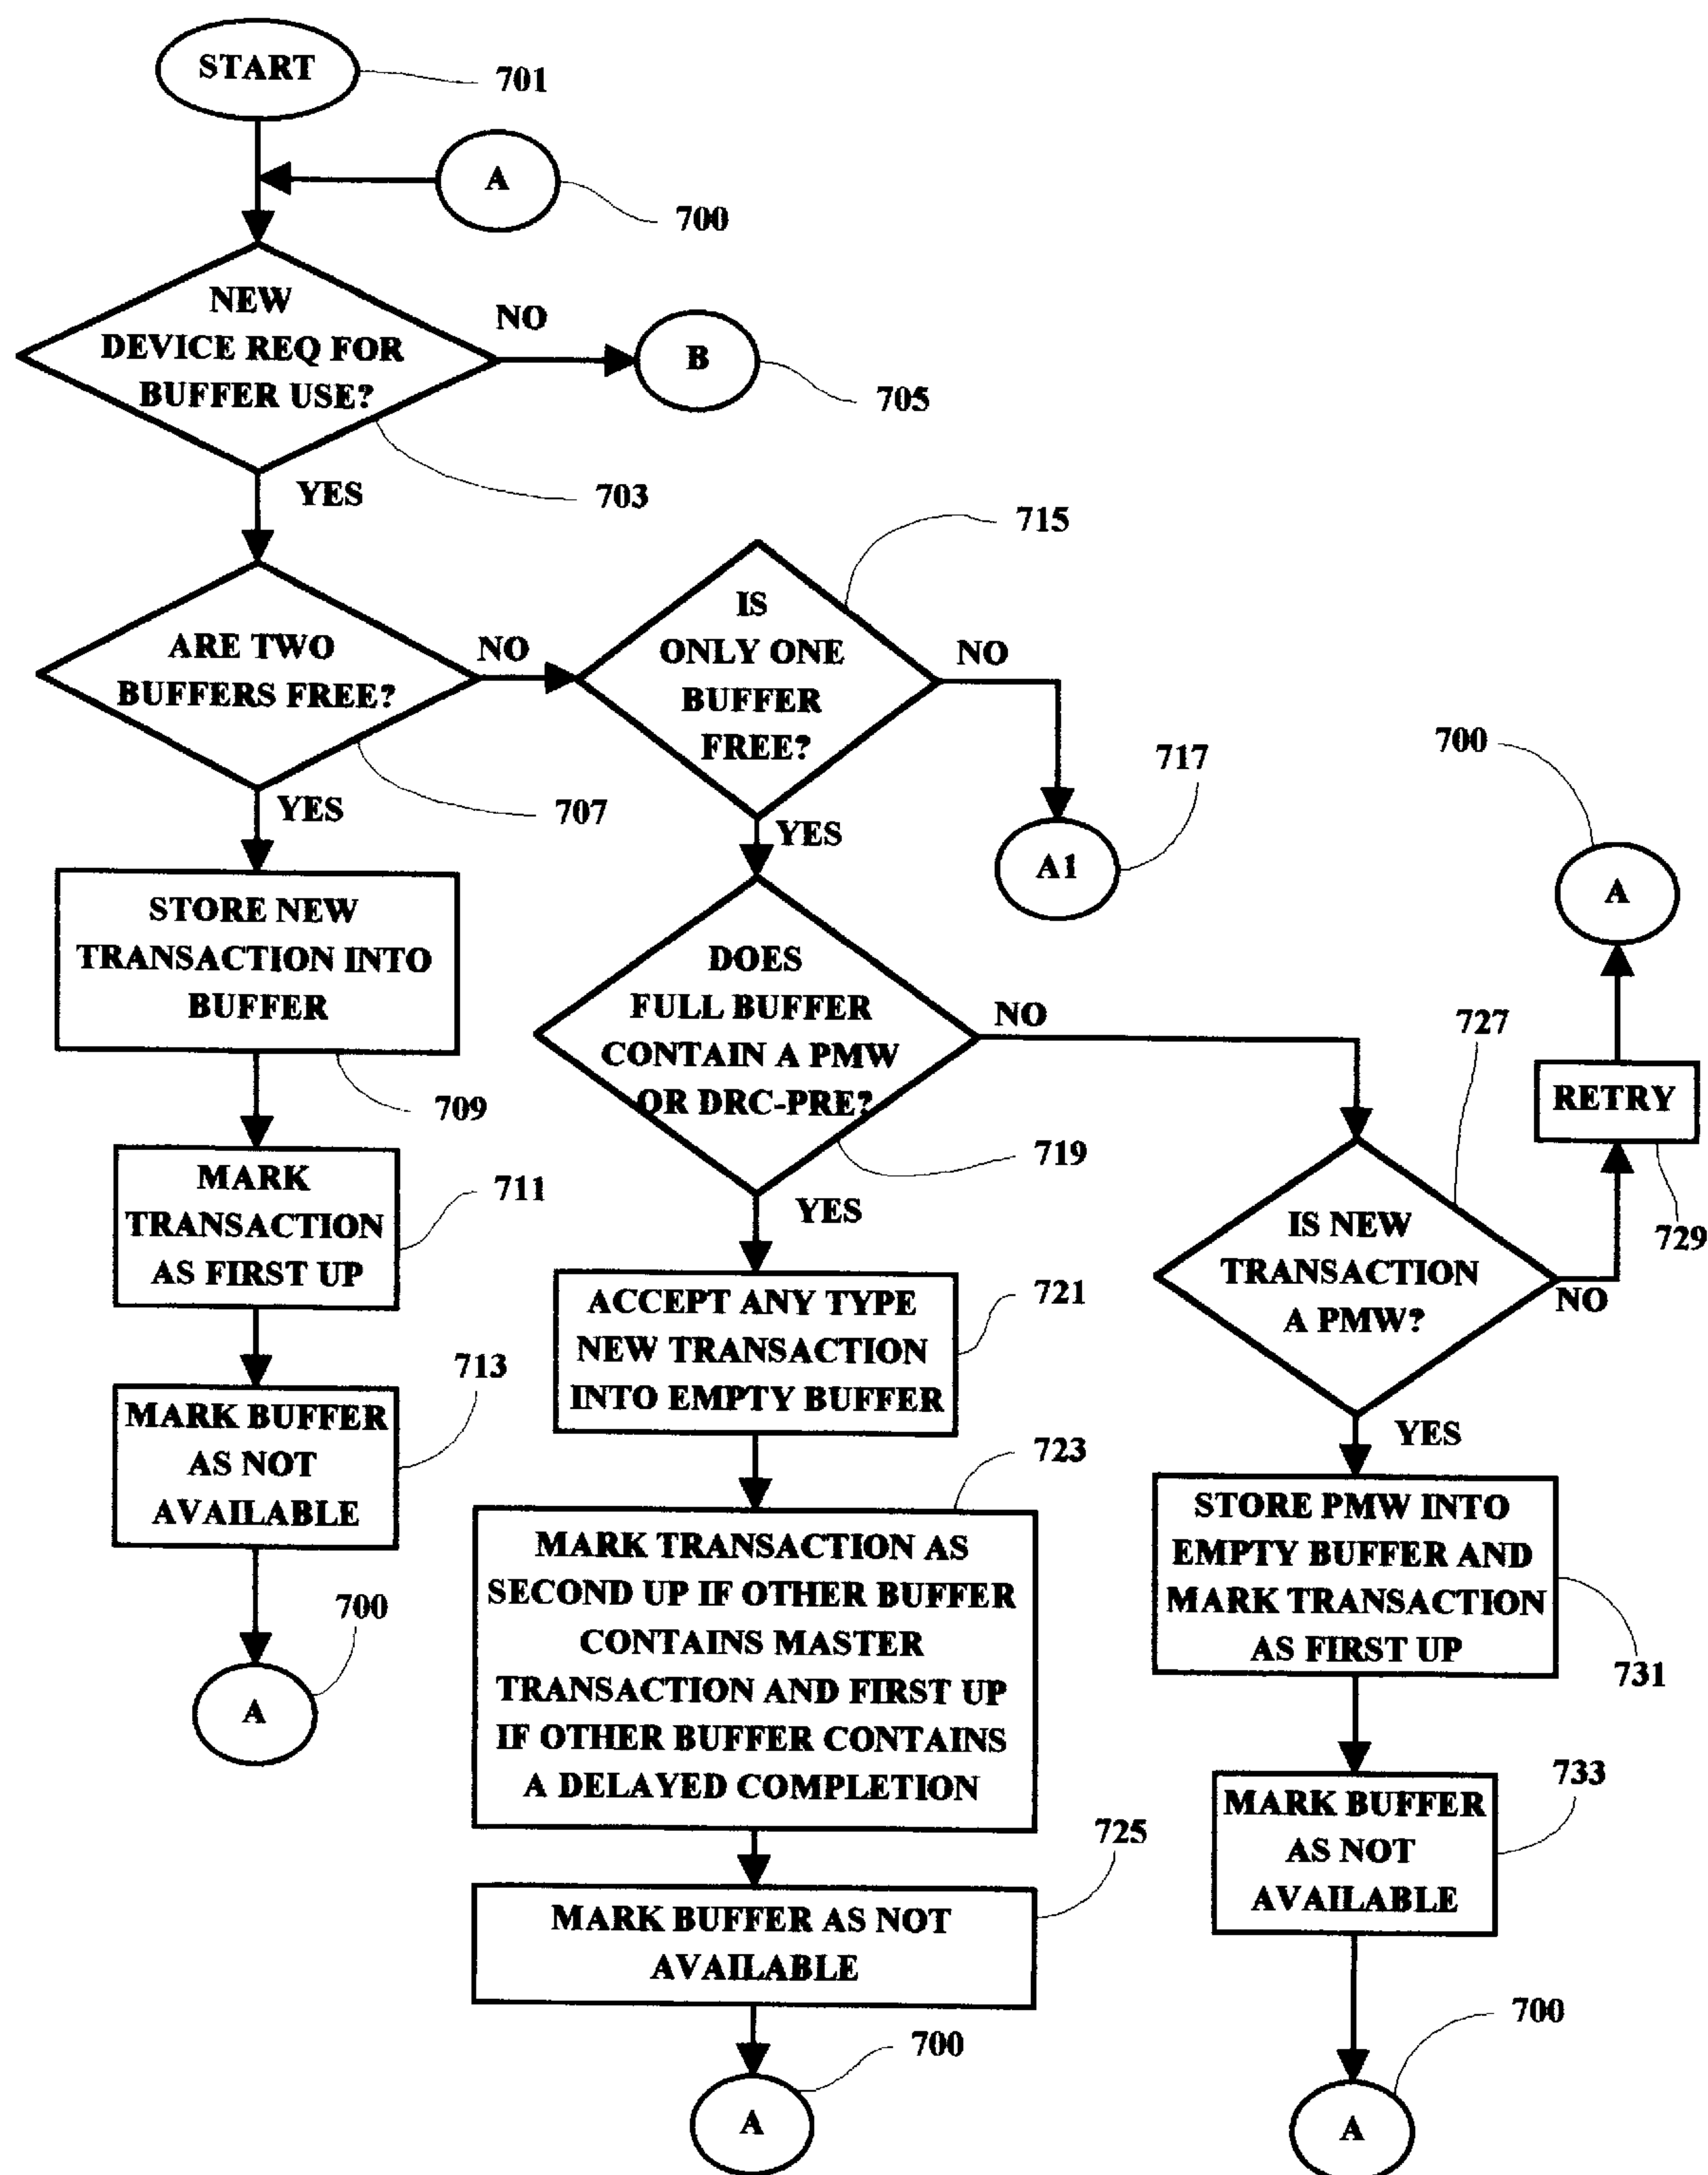 START
701
A
700
NEW
DEVICE REQ FOR
BUFFER USE?
NO
B
705
703
YES
ARE TWO
BUFFERS FREE?
NO
707
YES
715
IS
ONLY ONE
BUFFER
FREE?
NO
717
A1
YES
STORE NEW
TRANSACTION INTO
BUFFER
709
MARK
TRANSACTION
AS FIRST UP
711
MARK BUFFER
AS NOT
AVAILABLE
713
700
A
DOES
FULL BUFFER
CONTAIN A PMW
OR DRC-PRE?
NO
719
YES
ACCEPT ANY TYPE
NEW TRANSACTION
INTO EMPTY BUFFER
721
723
MARK TRANSACTION AS
SECOND UP IF OTHER BUFFER
CONTAINS MASTER
TRANSACTION AND FIRST UP
IF OTHER BUFFER CONTAINS
A DELAYED COMPLETION
725
MARK BUFFER AS NOT
AVAILABLE
700
A
727
IS NEW
TRANSACTION
A PMW?
NO
RETRY
729
700
A
YES
STORE PMW INTO
EMPTY BUFFER AND
MARK TRANSACTION
AS FIRST UP
731
MARK BUFFER
AS NOT
AVAILABLE
733
700
A